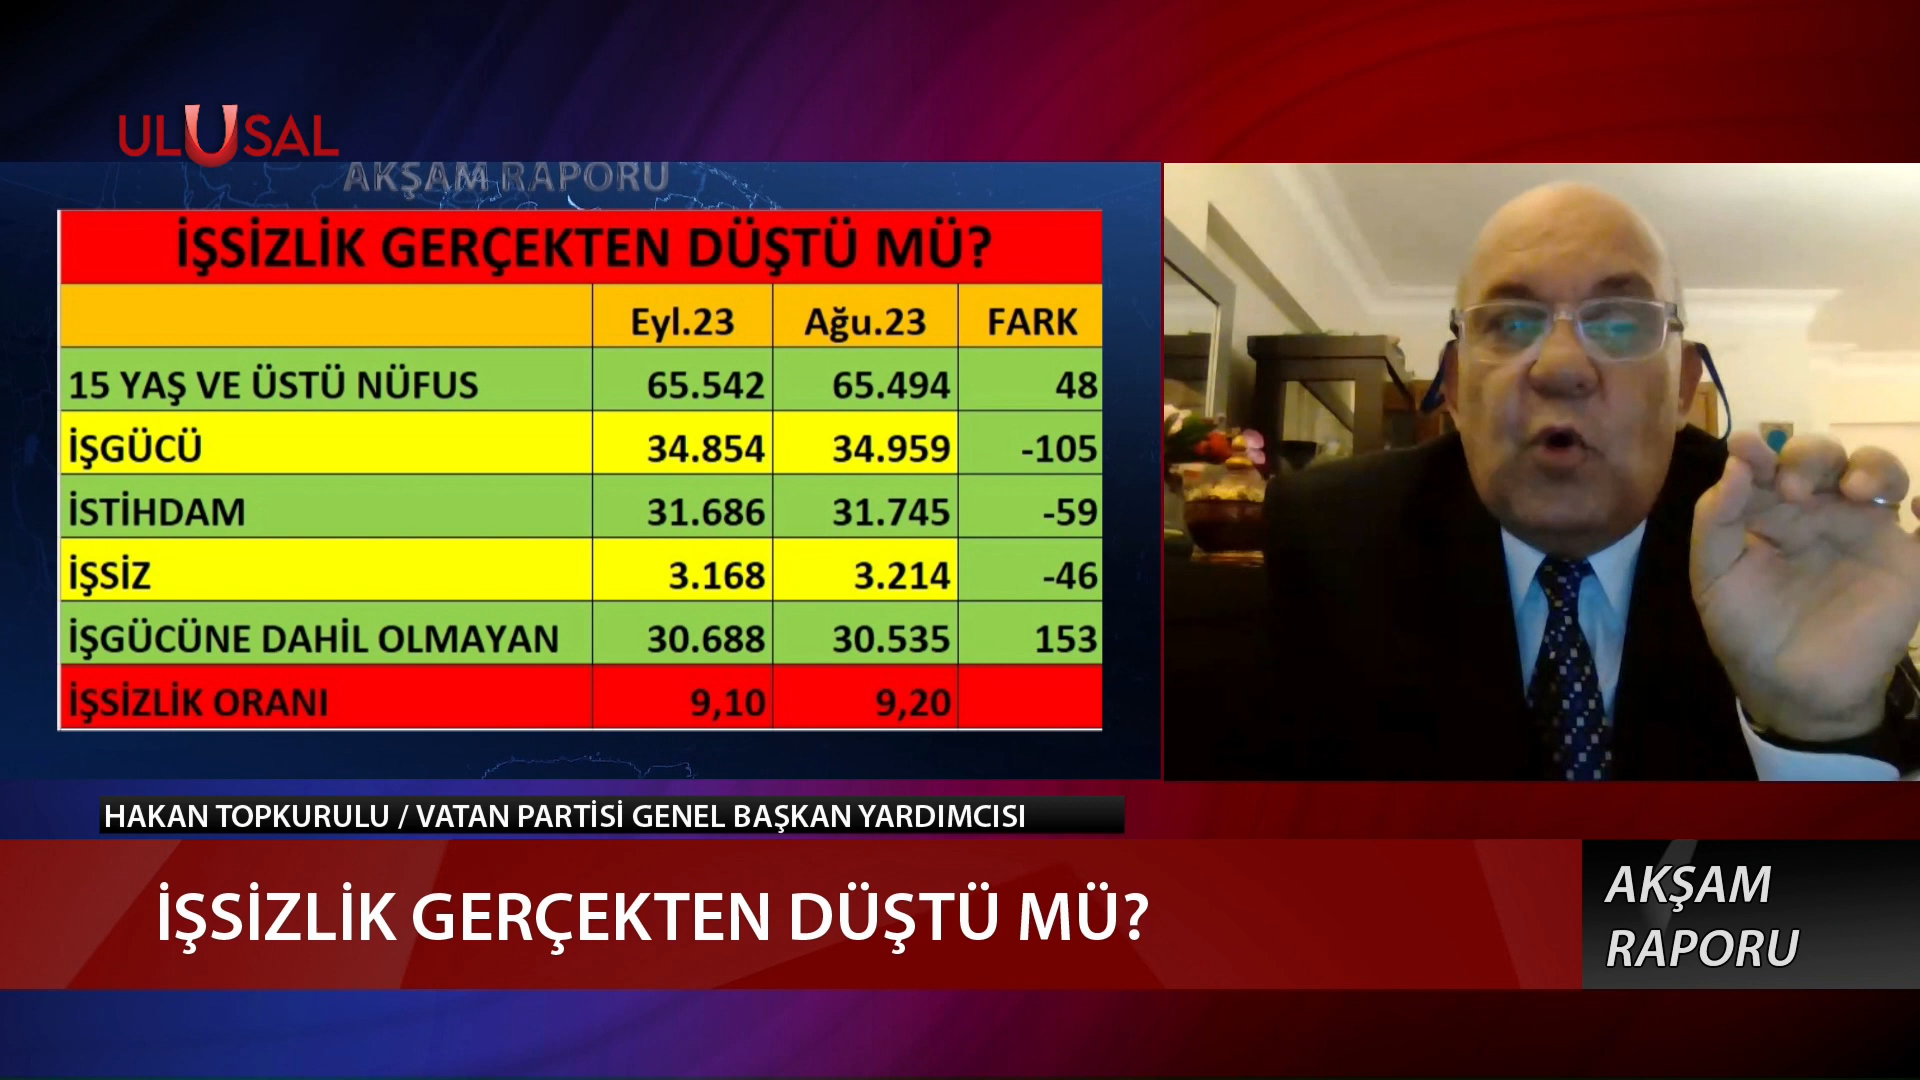 ULUSAL
AKŞAM RAPORU
İŞSİZLİK GERÇEKTEN DÜŞTÜ MÜ?
Eyl.23 Ağu.23 FARK
15 YAŞ VE ÜSTÜ NÜFUS 65.542 65.494 48
İŞGÜCÜ 34.854 34.959 -105
İSTİHDAM 31.686 31.745 -59
İŞSİZ 3.168 3.214 -46
İŞGÜCÜNE DAHİL OLMAYAN 30.688 30.535 153
İŞSİZLİK ORANI 9,10 9,20
HAKAN TOPKURULU / VATAN PARTİSİ GENEL BAŞKAN YARDIMCISI
İŞSİZLİK GERÇEKTEN DÜŞTÜ MÜ?
AKŞAM
RAPORU